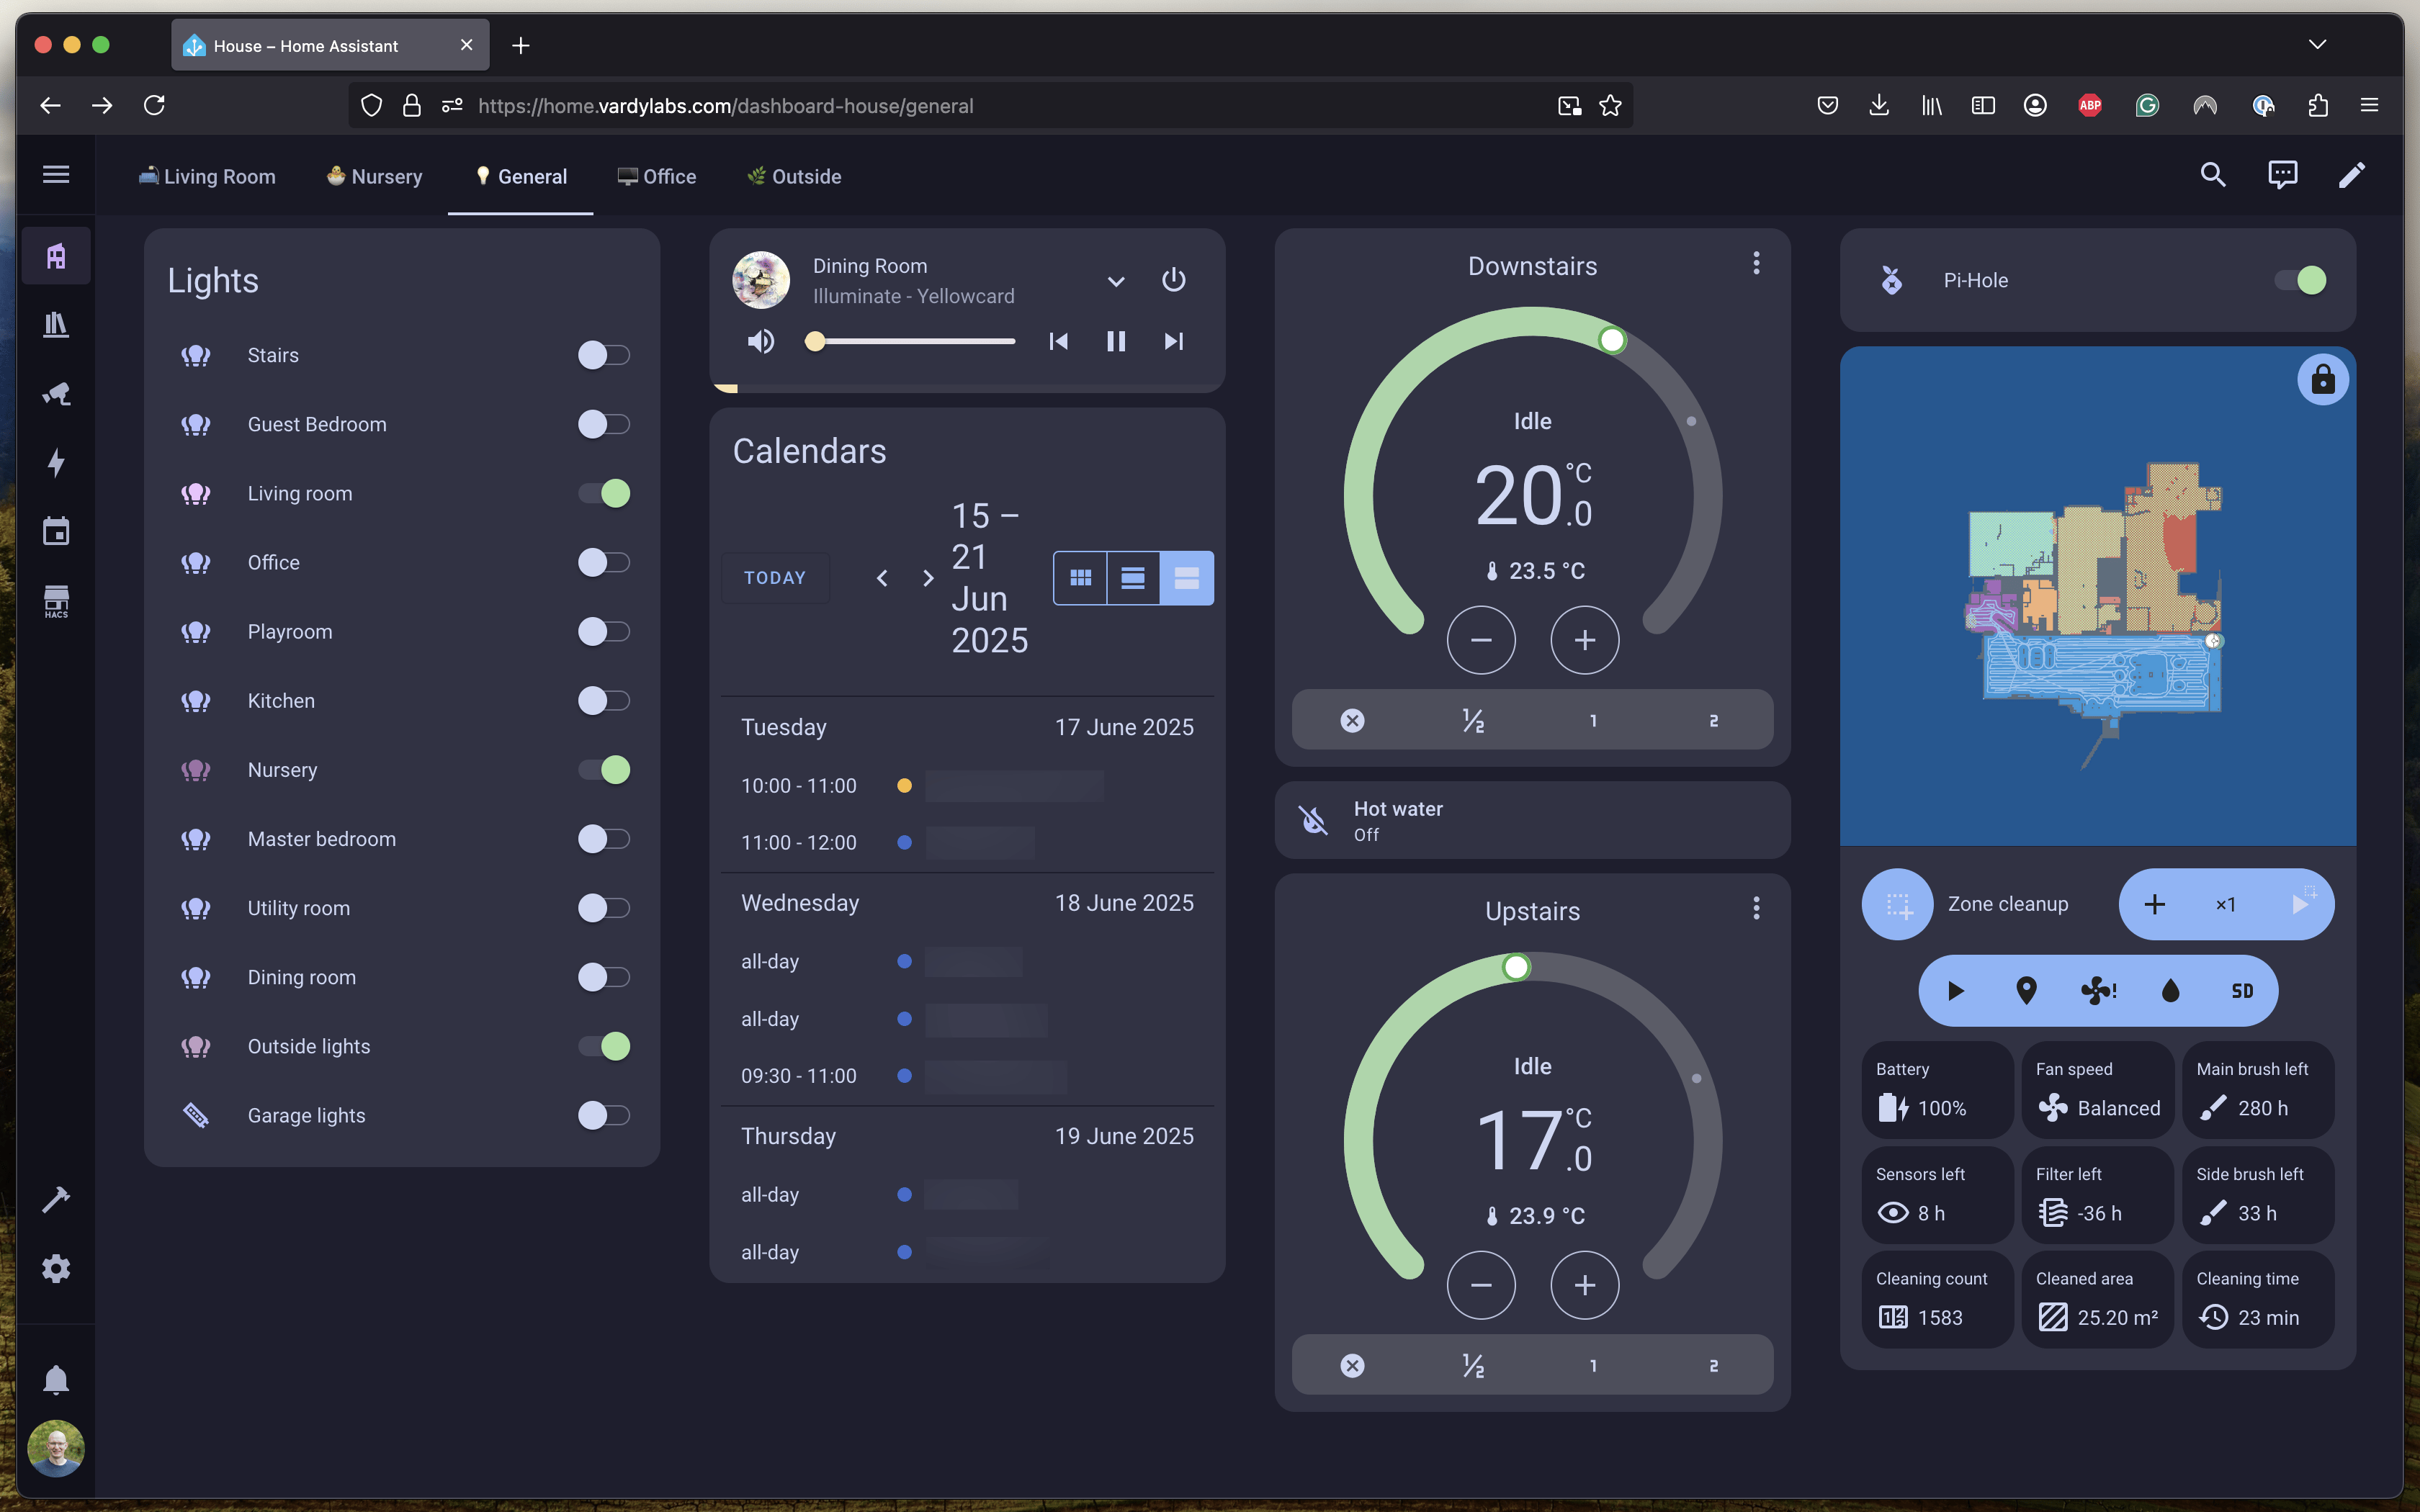 House – Home Assistant
https://home.vardylabs.com/dashboard-house/general
ABP
Living Room
Nursery
General
Office
Outside
HACS
Lights
Stairs
Guest Bedroom
Living room
Office
Playroom
Kitchen
Nursery
Master bedroom
Utility room
Dining room
Outside lights
Garage lights
Dining Room
Illuminate - Yellowcard
Calendars
TODAY
15 –
21
Jun
2025
Tuesday 17 June 2025
10:00 - 11:00
11:00 - 12:00
Wednesday 18 June 2025
all-day
all-day
09:30 - 11:00
Thursday 19 June 2025
all-day
all-day
Downstairs
Idle
20.0 °C
23.5 °C
½ 1 2
Hot water
Off
Upstairs
Idle
17.0 °C
23.9 °C
½ 1 2
Pi-Hole
Zone cleanup
×1
! SD
Battery
100%
Fan speed
Balanced
Main brush left
280 h
Sensors left
8 h
Filter left
-36 h
Side brush left
33 h
Cleaning count
1583
Cleaned area
25.20 m²
Cleaning time
23 min